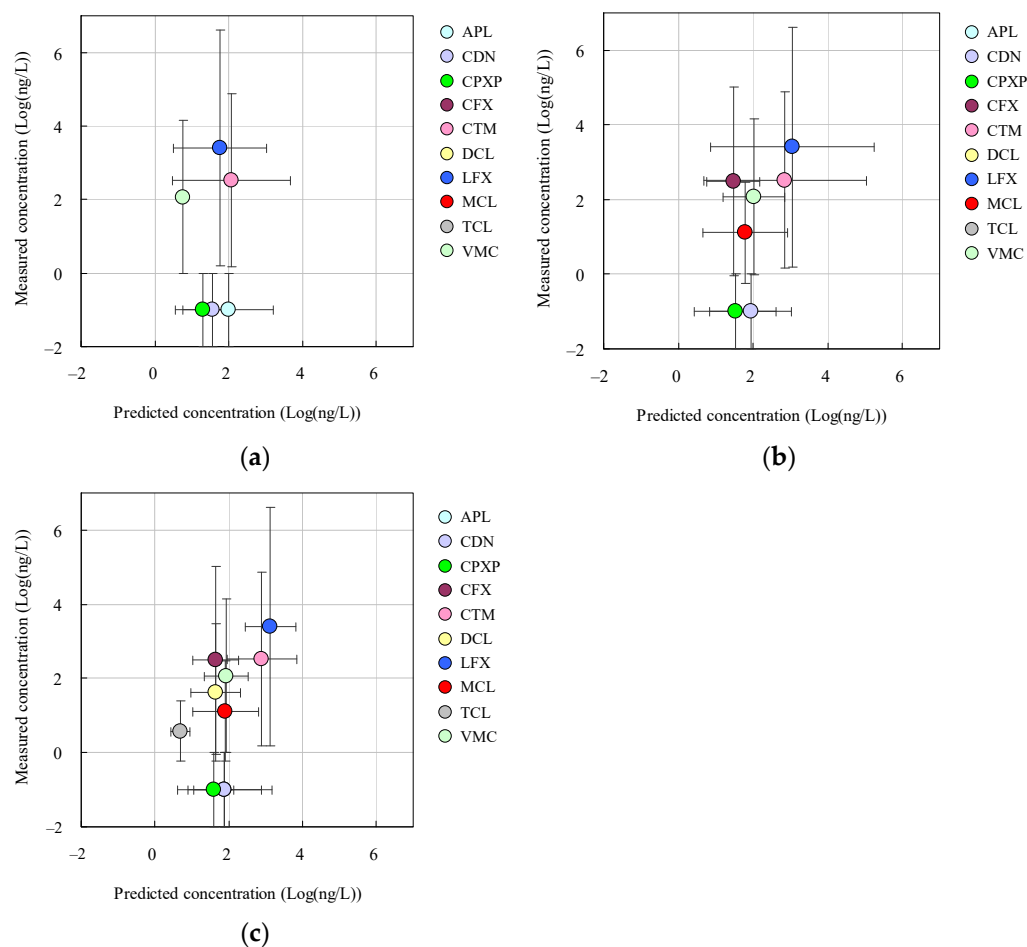 6
4
2
0
−2
−2
0
2
4
6
Measured concentration (Log(ng/L))
Predicted concentration (Log(ng/L))
APL
CDN
CPXP
CFX
CTM
DCL
LFX
MCL
TCL
VMC
(a)
6
4
2
0
−2
−2
0
2
4
6
Measured concentration (Log(ng/L))
Predicted concentration (Log(ng/L))
APL
CDN
CPXP
CFX
CTM
DCL
LFX
MCL
TCL
VMC
(b)
6
4
2
0
−2
−2
0
2
4
6
Measured concentration (Log(ng/L))
Predicted concentration (Log(ng/L))
APL
CDN
CPXP
CFX
CTM
DCL
LFX
MCL
TCL
VMC
(c)